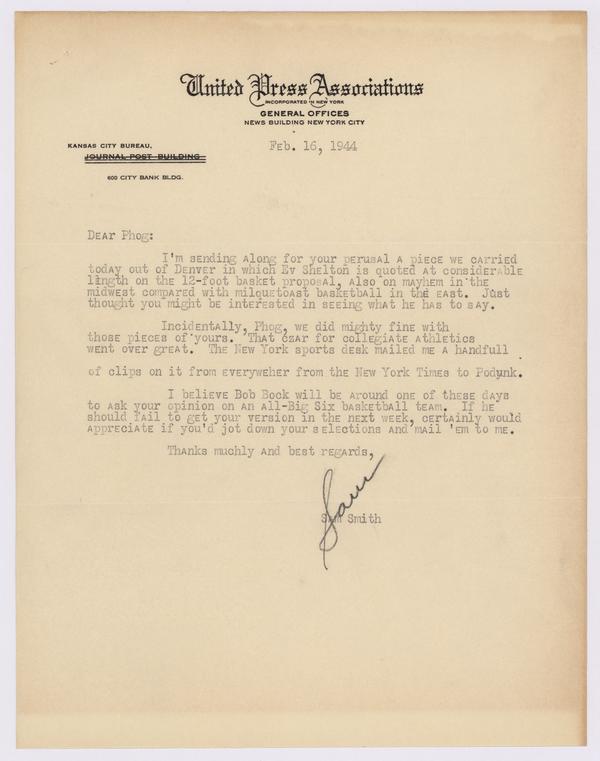 United Press Associations
INCORPORATED IN NEW YORK
GENERAL OFFICES
NEWS BUILDING NEW YORK CITY
KANSAS CITY BUREAU,
JOURNAL POST BUILDING
600 CITY BANK BLDG.
Feb. 16, 1944
Dear Phog:
I'm sending along for your perusal a piece we carried
today out of Denver in which Ev Shelton is quoted at considerable
length on the 12-foot basket proposal, also on mayhem in the
midwest compared with milquetoast basketball in the east. Just
thought you might be interested in seeing what he has to say.
Incidentally, Phog, we did mighty fine with
those pieces of yours. That czar for collegiate athletics
went over great. The New York sports desk mailed me a handfull
of clips on it from everyweher from the New York Times to Podunk.
I believe Bob Bock will be around one of these days
to ask your opinion on an All-Big Six basketball team. If he
should fail to get your version in the next week, certainly would
appreciate if you'd jot down your selections and mail 'em to me.
Thanks muchly and best regards,
Sam
Sam Smith